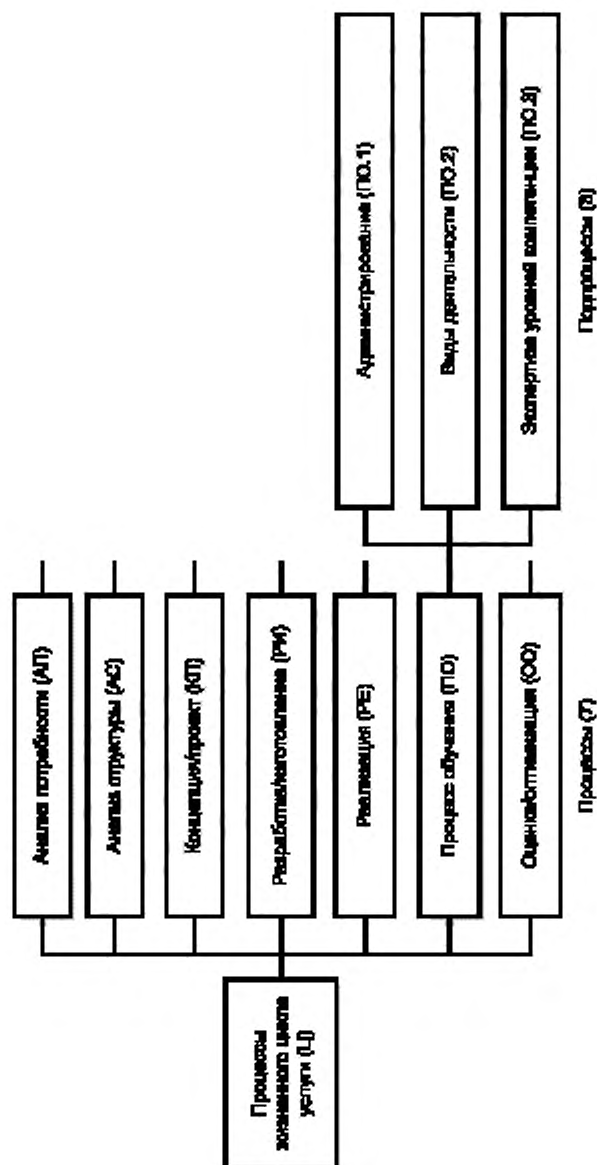 Процессы
жизненного цикла
услуги (Ц)
Анализ потребности (АП)
Анализ структуры (АС)
Концепция/проект (КП)
Разработка/изготовление (РИ)
Реализация (РЕ)
Процесс обучения (ПО)
Оценка/оптимизация (ОО)
Процессы (7)
Администрирование (ПО.1)
Виды деятельности (ПО.2)
Экспертиза уровней компетенции (ПО.3)
Подпроцессы (3)